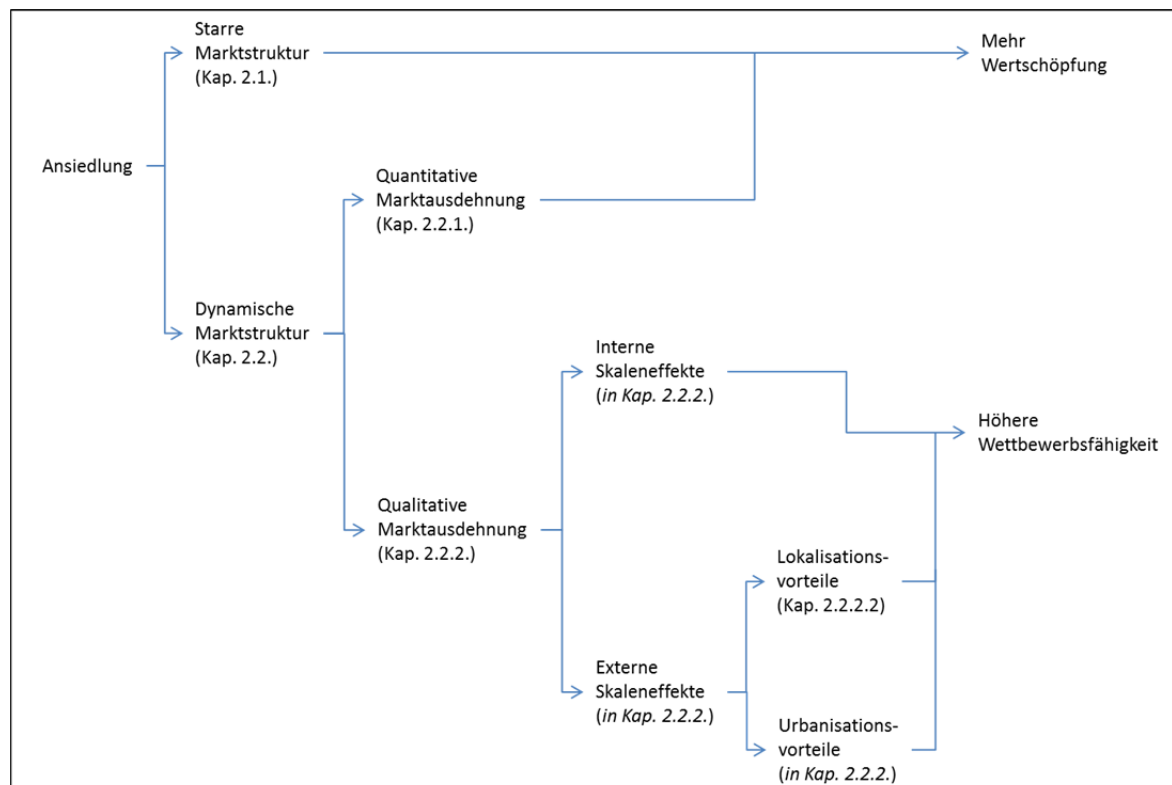 Starre
Marktstruktur
(Kap. 2.1.)
Mehr
Wertschöpfung
Ansiedlung
Quantitative
Marktausdehnung
(Kap. 2.2.1.)
Dynamische
Marktstruktur
(Kap. 2.2.)
Interne
Skaleneffekte
(in Kap. 2.2.2.)
Höhere
Wettbewerbsfähigkeit
Qualitative
Marktausdehnung
(Kap. 2.2.2.)
Lokalisations-
vorteile
(Kap. 2.2.2.2)
Externe
Skaleneffekte
(in Kap. 2.2.2.)
Urbanisations-
vorteile
(in Kap. 2.2.2.)